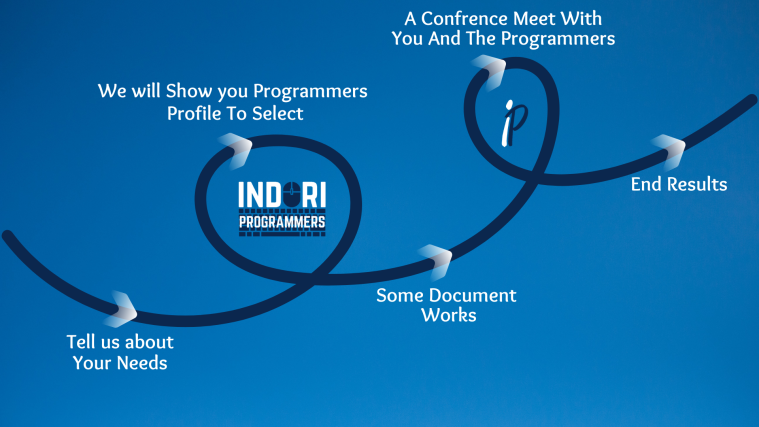 A Confrence Meet With
You And The Programmers
We will Show you Programmers
Profile To Select
ip
INDORI
PROGRAMMERS
End Results
Some Document
Works
Tell us about
Your Needs